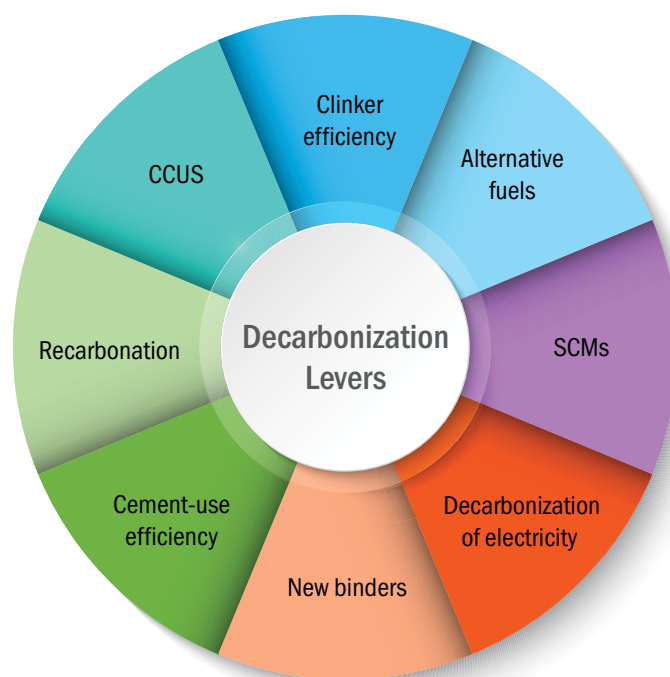 Decarbonization
Levers
Clinker
efficiency
Alternative
fuels
SCMs
Decarbonization
of electricity
New binders
Cement-use
efficiency
Recarbonation
CCUS